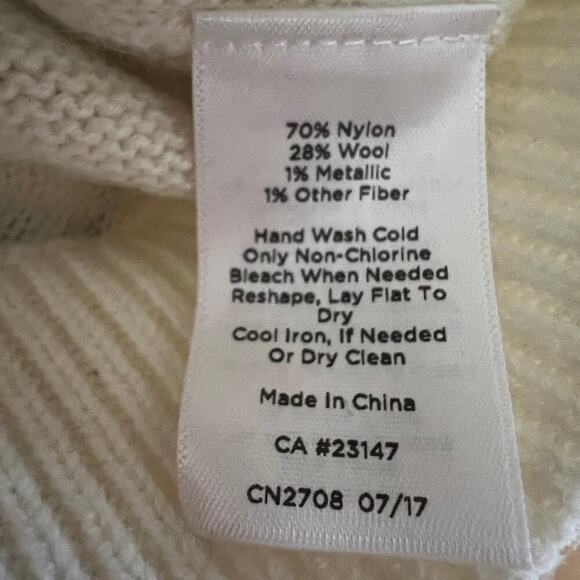 70% Nylon
28% Wool
1% Metallic
1% Other Fiber
Hand Wash Cold
Only Non-Chlorine
Bleach When Needed
Reshape, Lay Flat To
Dry
Cool Iron, If Needed
Or Dry Clean
Made In China
CA #23147
CN2708 07/17